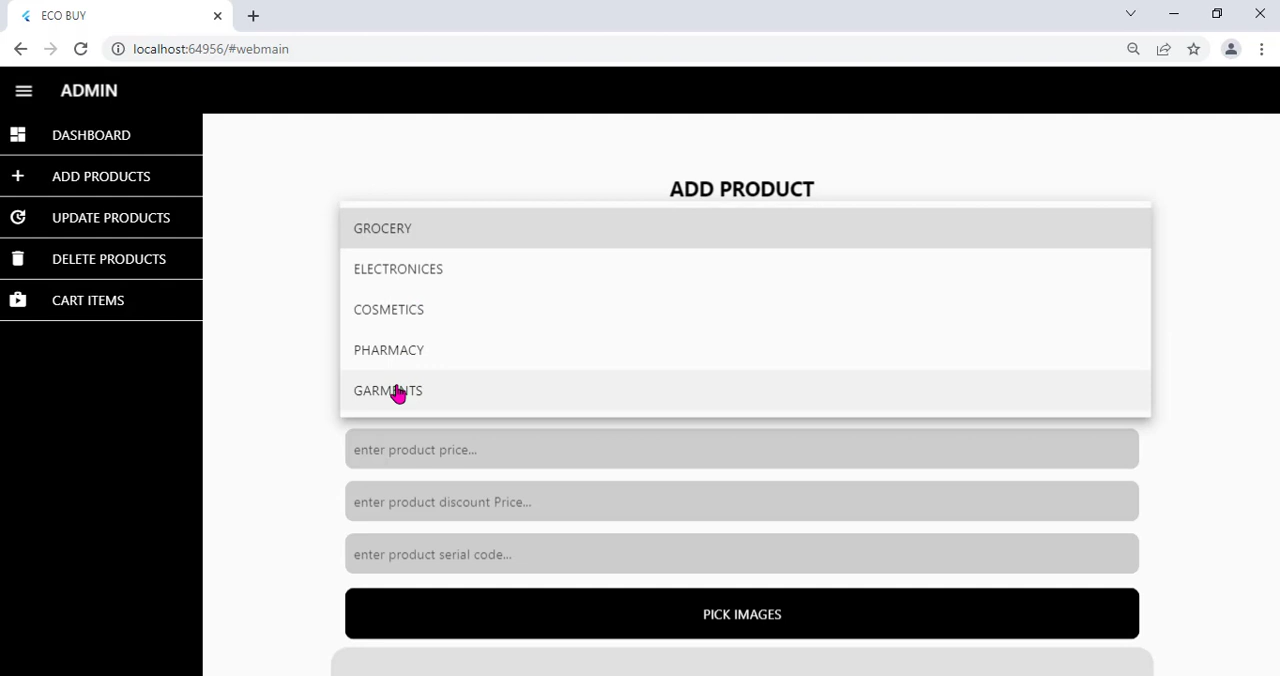 ECO BUY
localhost:64956/#webmain
ADMIN
DASHBOARD
ADD PRODUCTS
UPDATE PRODUCTS
DELETE PRODUCTS
CART ITEMS
ADD PRODUCT
GROCERY
ELECTRONICES
COSMETICS
PHARMACY
GARMENTS
enter product price...
enter product discount Price...
enter product serial code...
PICK IMAGES